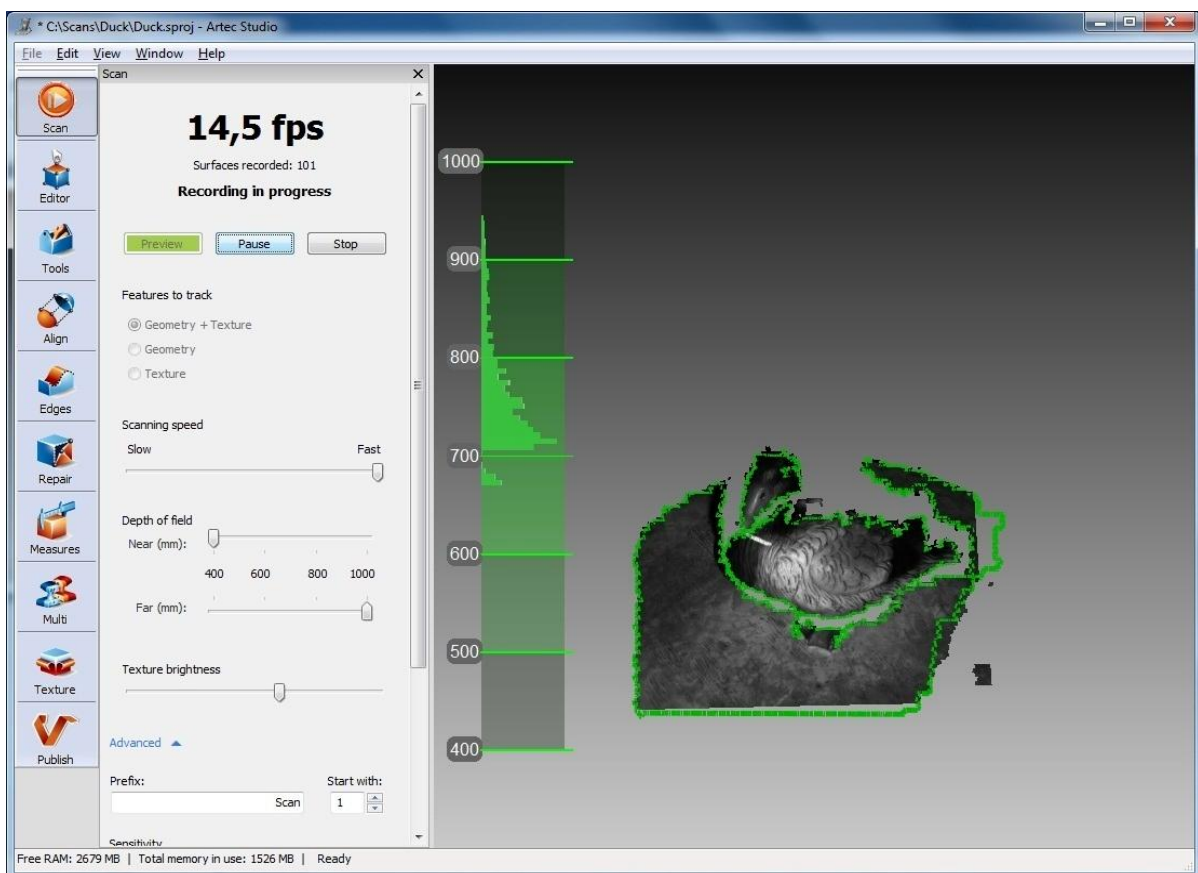 * C:\Scans\Duck\Duck.sproj - Artec Studio
File Edit View Window Help
Scan
Editor
Tools
Align
Edges
Repair
Measures
Multi
Texture
Publish
Scan
14,5 fps
Surfaces recorded: 101
Recording in progress
Preview Pause Stop
Features to track
Geometry + Texture
Geometry
Texture
Scanning speed
Slow Fast
Depth of field
Near (mm):
400 600 800 1000
Far (mm):
Texture brightness
Advanced
Prefix: Start with:
Scan 1
Sensitivity
1000
900
800
700
600
500
400
Free RAM: 2679 MB | Total memory in use: 1526 MB | Ready